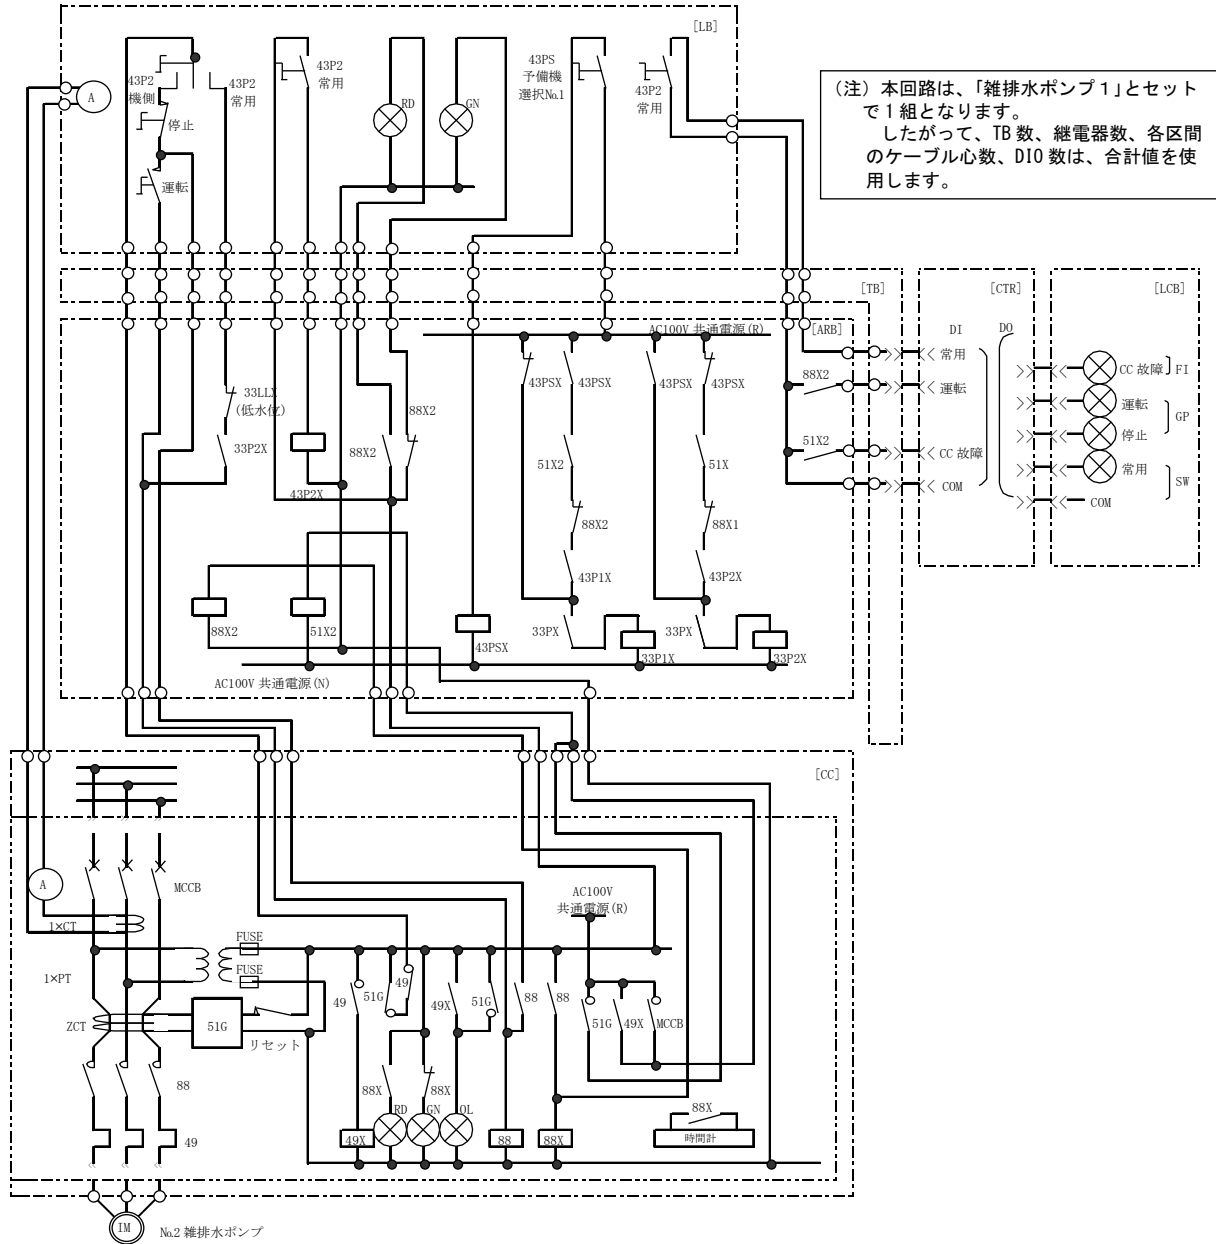 [LB]
43P2
機側
43P2
常用
停止
運転
A
43P2
常用
RD
GN
43PS
予備機
選択No.1
43P2
常用
(注) 本回路は、「雑排水ポンプ1」とセット
で1組となります。
したがって、TB数、継電器数、各区間
のケーブル心数、DIO数は、合計値を使
用します。
[TB]
[CTR]
[LCB]
AC100V 共通電源(R)
[ARB]
DI
DO
常用
運転
CC 故障
COM
CC 故障
FI
運転
GP
停止
常用
SW
COM
33LLX
(低水位)
33P2X
43P2X
88X2
88X2
43PSX
43PSX
43PSX
43PSX
88X2
51X2
51X2
51X
88X2
88X1
43P1X
43P2X
33PX
33PX
88X2
51X2
43PSX
33P1X
33P2X
AC100V 共通電源(N)
[CC]
A
MCCB
1×CT
1×PT
FUSE
FUSE
ZCT
51G
リセット
AC100V
共通電源(R)
49
51G
49
49X
51G
88
88
51G
49X
MCCB
88
88X
88X
88X
49
49X
RD
GN
OL
88
88X
時間計
IM
No.2 雑排水ポンプ